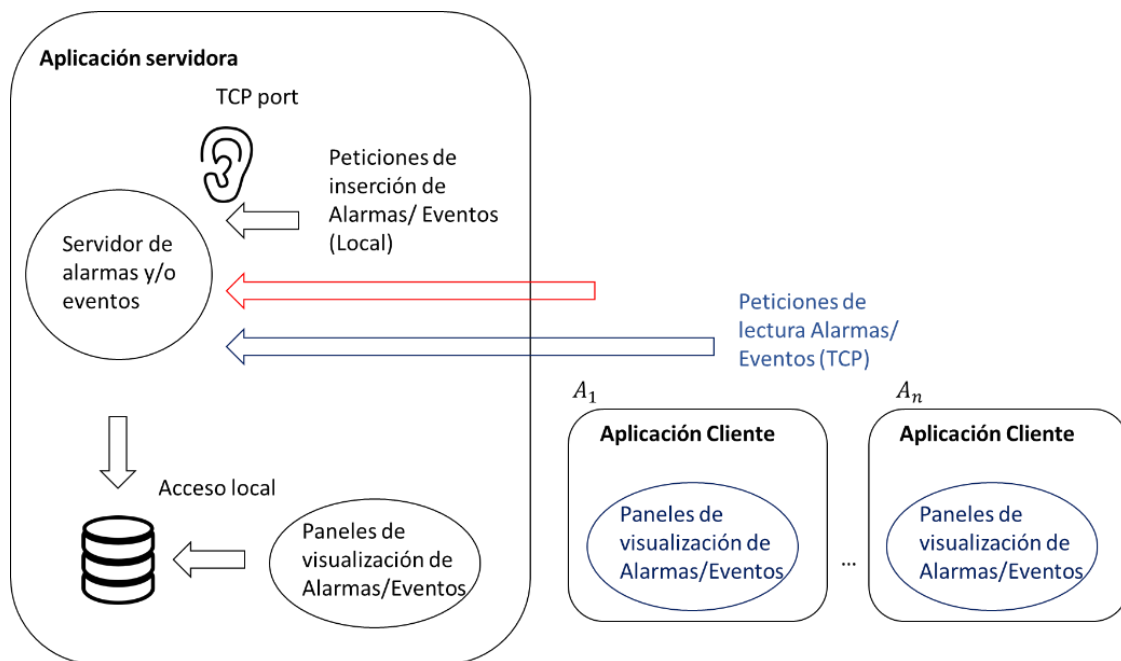 Aplicación servidora
TCP port
Peticiones de
inserción de
Alarmas/ Eventos
(Local)
Servidor de
alarmas y/o
eventos
Peticiones de
lectura Alarmas/
Eventos (TCP)
Acceso local
Paneles de
visualización de
Alarmas/Eventos
A₁
Aplicación Cliente
Paneles de
visualización de
Alarmas/Eventos
...
Aₙ
Aplicación Cliente
Paneles de
visualización de
Alarmas/Eventos